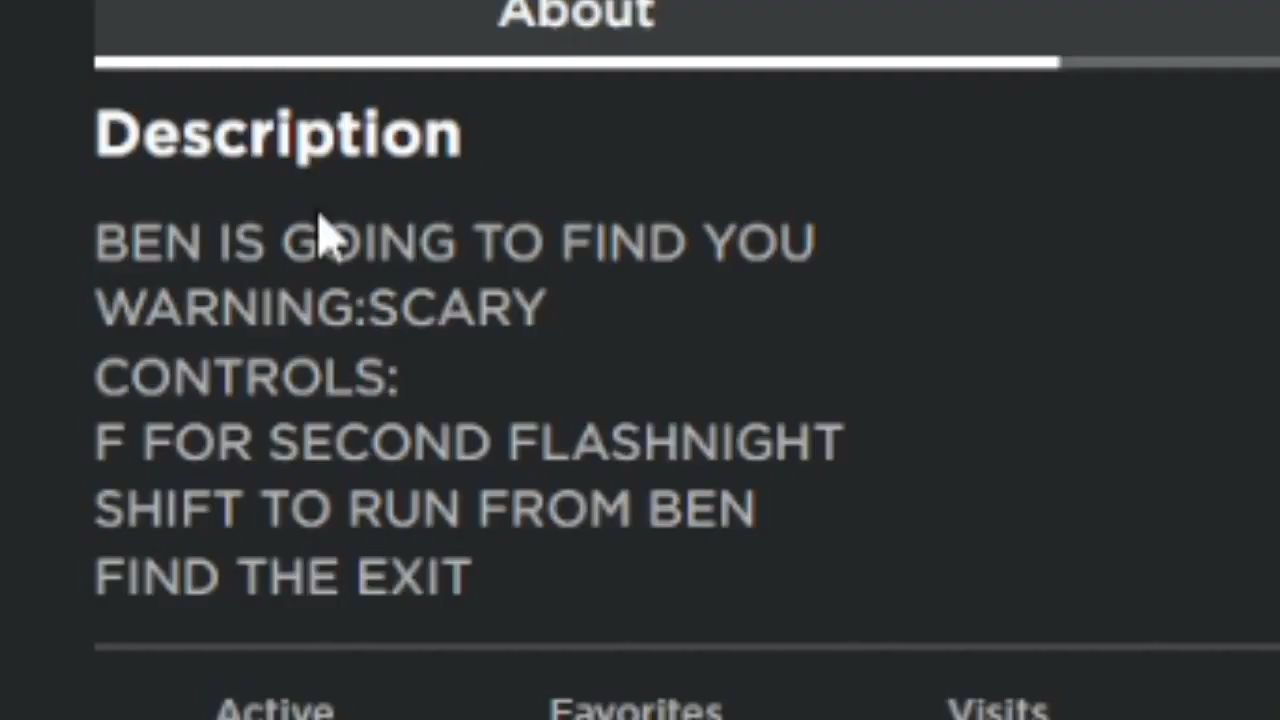 About
Description
BEN IS GOING TO FIND YOU
WARNING:SCARY
CONTROLS:
F FOR SECOND FLASHNIGHT
SHIFT TO RUN FROM BEN
FIND THE EXIT
Active Favorites Visits